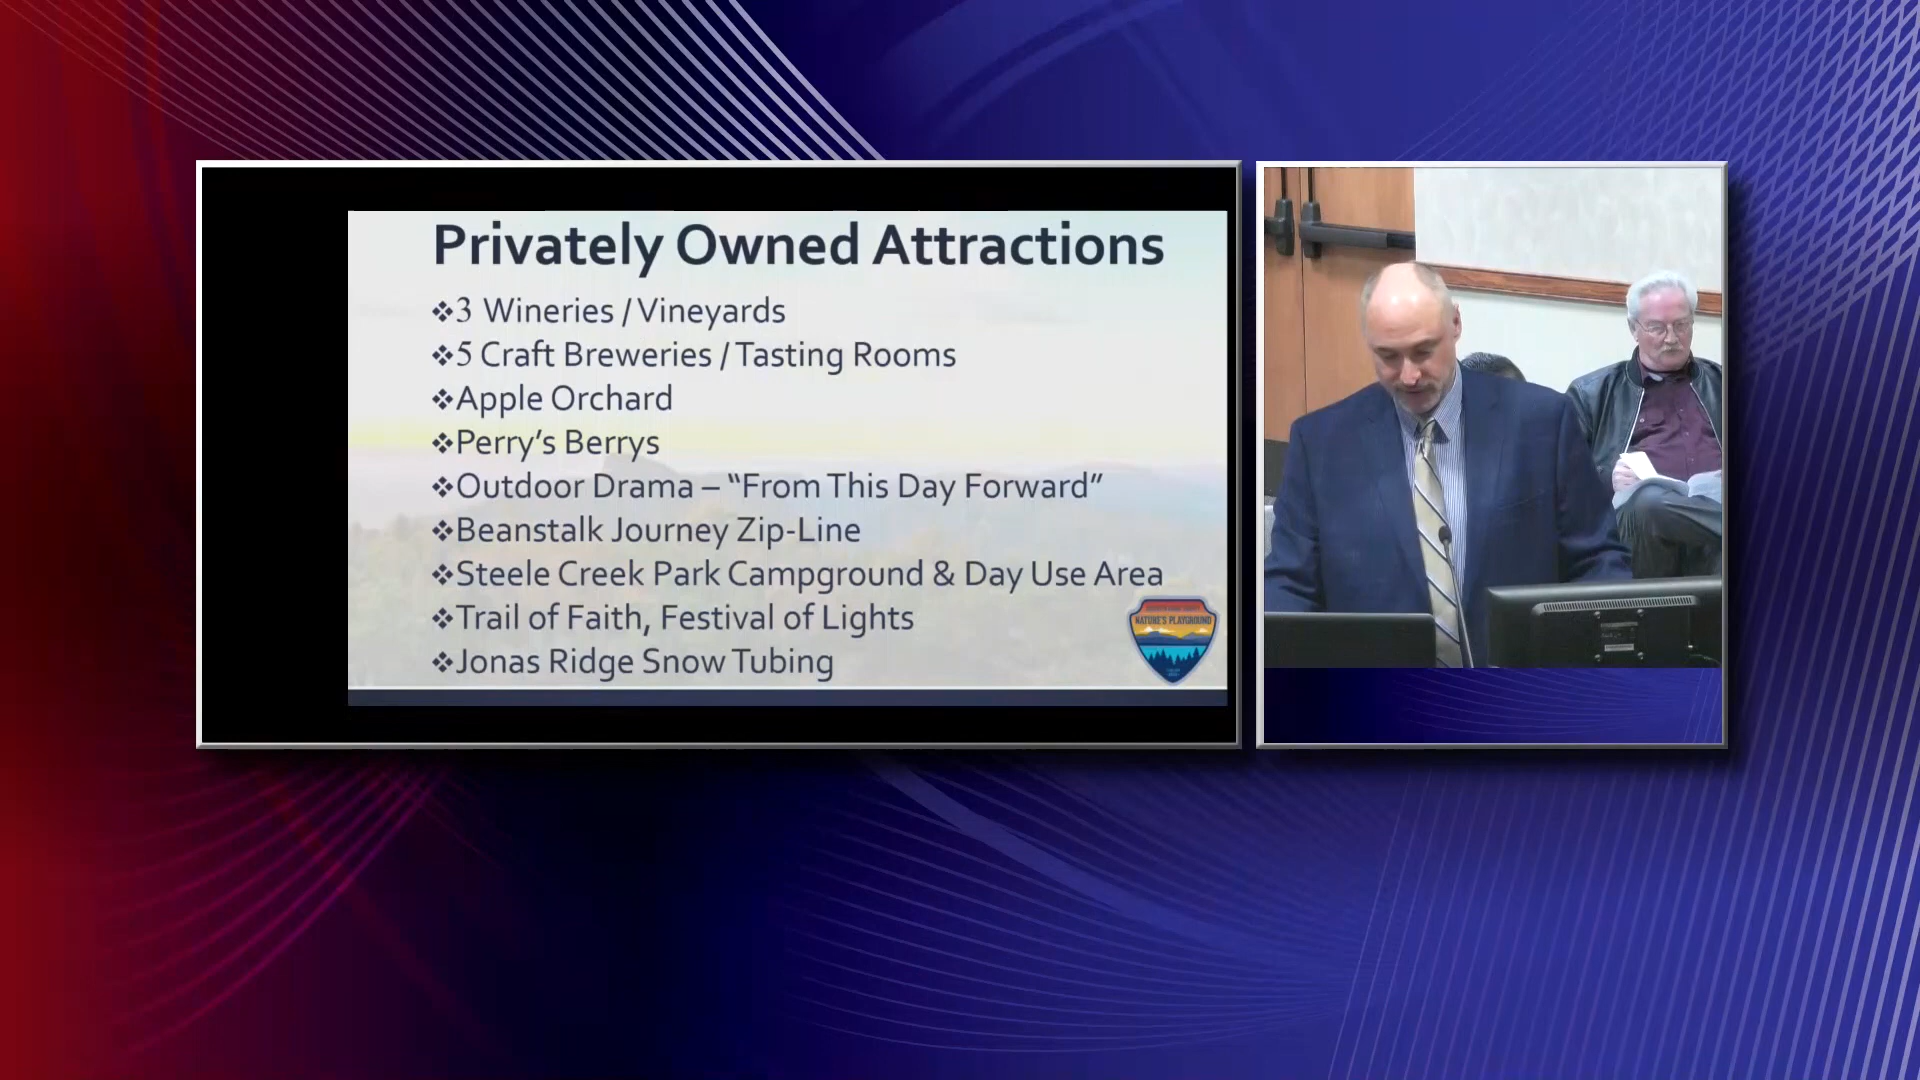 Privately Owned Attractions
❖3 Wineries / Vineyards
❖5 Craft Breweries / Tasting Rooms
❖Apple Orchard
❖Perry’s Berrys
❖Outdoor Drama – “From This Day Forward”
❖Beanstalk Journey Zip-Line
❖Steele Creek Park Campground & Day Use Area
❖Trail of Faith, Festival of Lights
❖Jonas Ridge Snow Tubing
NATURE'S PLAYGROUND